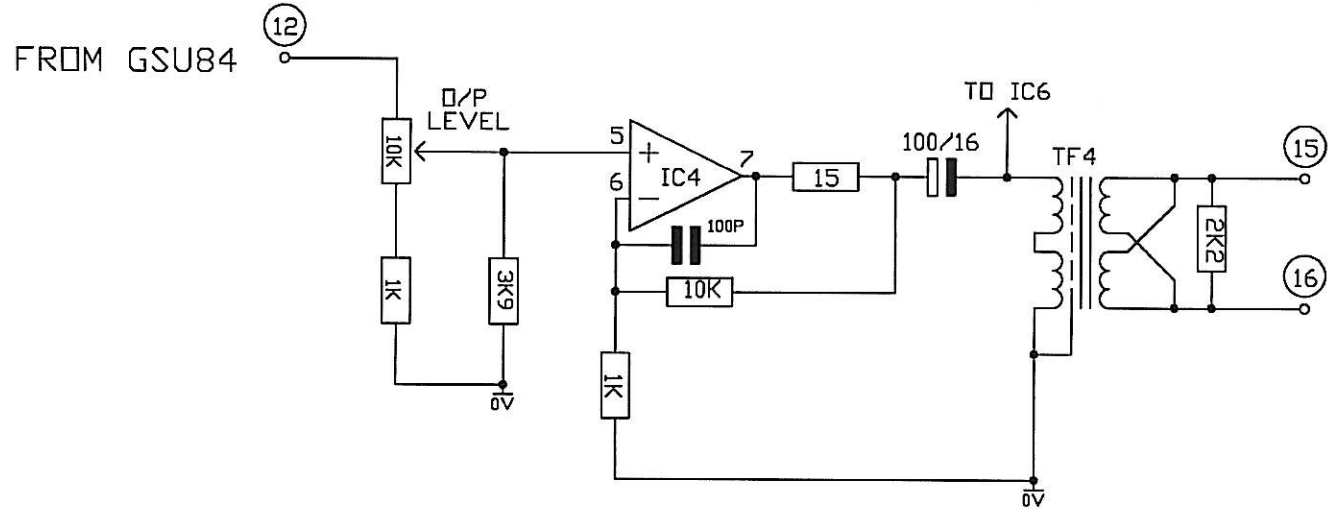 12
FROM GSU84
O/P
LEVEL
10K
1K
3K9
0V
5
6
+
−
IC4
7
100P
15
10K
1K
100/16
TO IC6
TF4
2K2
15
16
0V